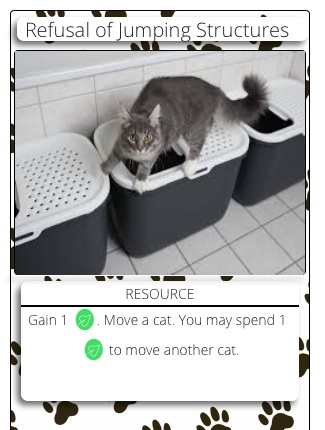 Refusal of Jumping Structures
RESOURCE
Gain 1 . Move a cat. You may spend 1
to move another cat.